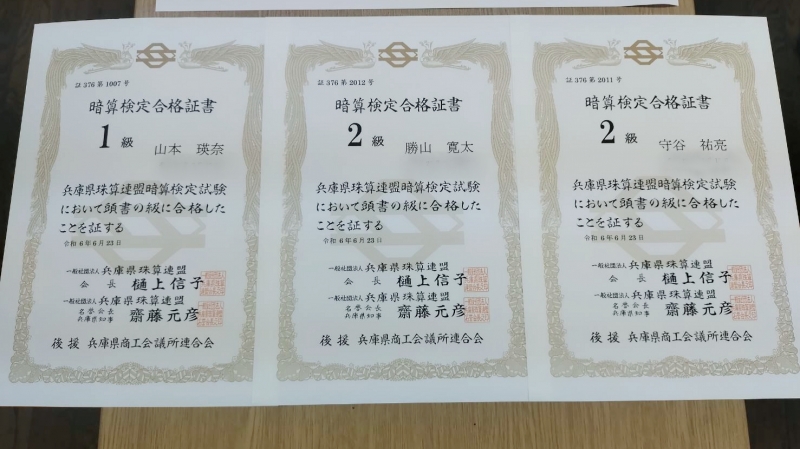 証376第1007号
暗算検定合格証書
1級
山本 瑛奈
兵庫県珠算連盟暗算検定試験
において頭書の級に合格した
ことを証する
令和6年6月23日
一般社団法人 兵庫県珠算連盟
会長 樋上信子
一般社団法人 兵庫県珠算連盟
名誉会長
兵庫県知事 齋藤元彦
後援 兵庫県商工会議所連合会
証376第2012号
暗算検定合格証書
2級
勝山 寛太
兵庫県珠算連盟暗算検定試験
において頭書の級に合格した
ことを証する
令和6年6月23日
一般社団法人 兵庫県珠算連盟
会長 樋上信子
一般社団法人 兵庫県珠算連盟
名誉会長
兵庫県知事 齋藤元彦
後援 兵庫県商工会議所連合会
証376第2011号
暗算検定合格証書
2級
守谷 祐亮
兵庫県珠算連盟暗算検定試験
において頭書の級に合格した
ことを証する
令和6年6月23日
一般社団法人 兵庫県珠算連盟
会長 樋上信子
一般社団法人 兵庫県珠算連盟
名誉会長
兵庫県知事 齋藤元彦
後援 兵庫県商工会議所連合会